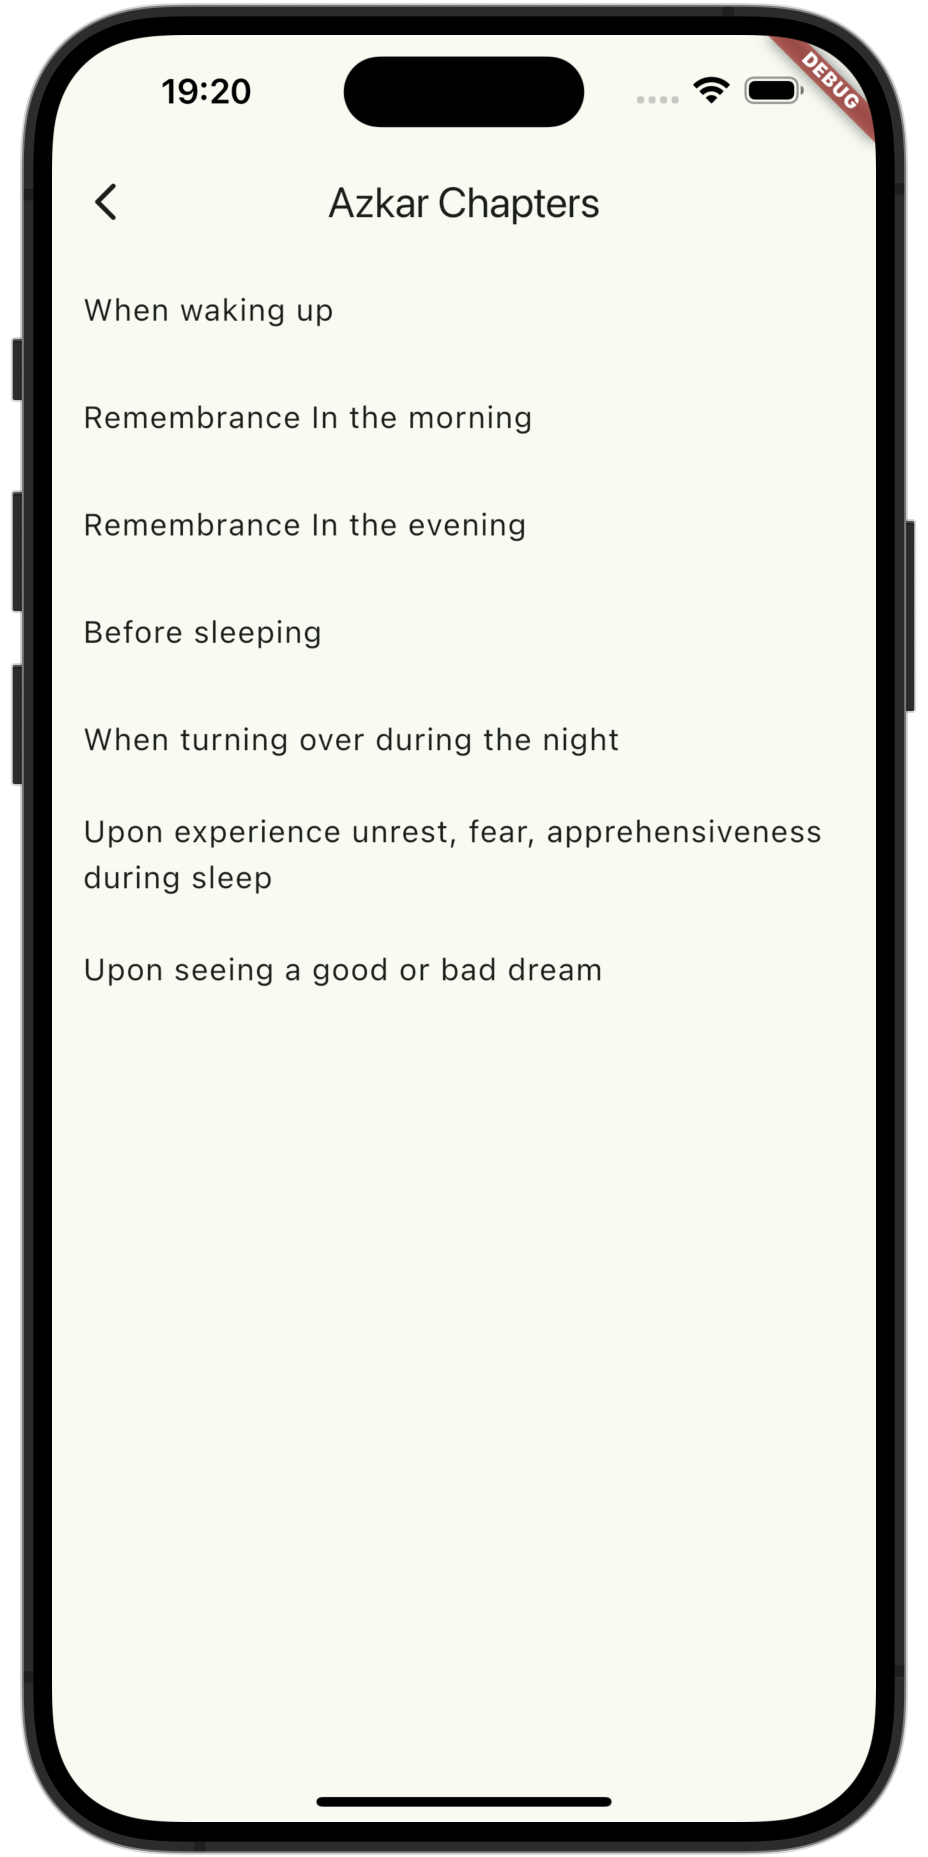 19:20
DEBUG
Azkar Chapters
When waking up
Remembrance In the morning
Remembrance In the evening
Before sleeping
When turning over during the night
Upon experience unrest, fear, apprehensiveness
during sleep
Upon seeing a good or bad dream